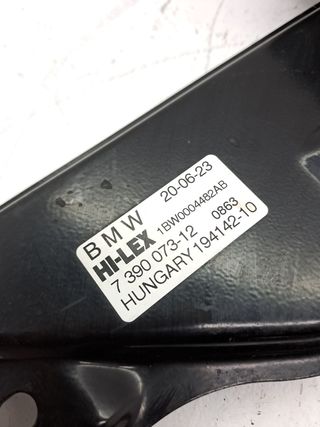 BMW 20-06-23
HI-LEX 1BW0004482AB
7 390 073-12 0863
HUNGARY 194142-10